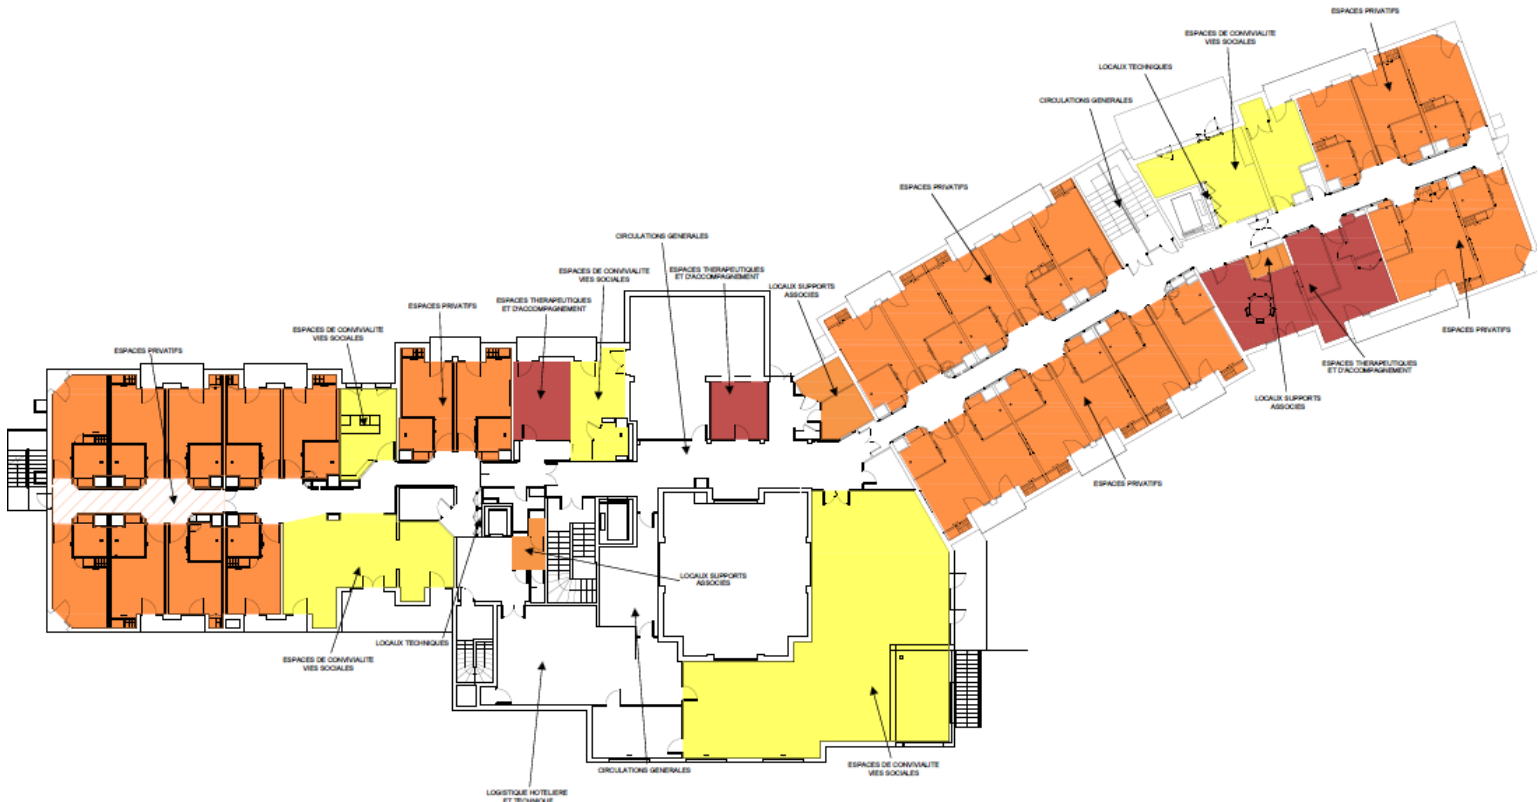 ESPACES PRIVATIFS
ESPACES DE CONVIVIALITE
VIES SOCIALES
LOCAUX TECHNIQUES
CIRCULATIONS GENERALES
ESPACES PRIVATIFS
CIRCULATIONS GENERALES
ESPACES DE CONVIVIALITE
VIES SOCIALES
ESPACES THERAPEUTIQUES
ET D'ACCOMPAGNEMENT
LOCAUX SUPPORTS
ASSOCIES
ESPACES PRIVATIFS
ESPACES THERAPEUTIQUES
ET D'ACCOMPAGNEMENT
ESPACES DE CONVIVIALITE
VIES SOCIALES
ESPACES PRIVATIFS
ESPACES PRIVATIFS
ESPACES THERAPEUTIQUES
ET D'ACCOMPAGNEMENT
LOCAUX SUPPORTS
ASSOCIES
ESPACES PRIVATIFS
LOCAUX SUPPORTS
ASSOCIES
LOCAUX TECHNIQUES
ESPACES DE CONVIVIALITE
VIES SOCIALES
CIRCULATIONS GENERALES
ESPACES DE CONVIVIALITE
VIES SOCIALES
LOGISTIQUE HOTELIERE
ET TECHNIQUE